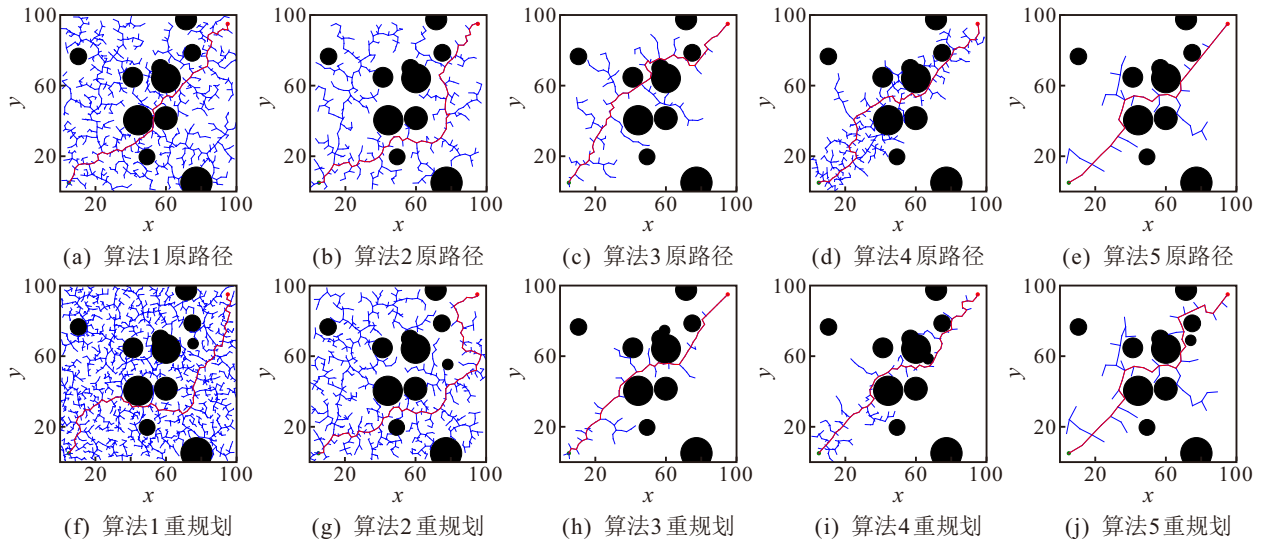 100 100 100 100 100
60 60 60 60 60
y y y y y
20 20 20 20 20
20 60 100 20 60 100 20 60 100 20 60 100 20 60 100
x x x x x
(a) 算法1原路径 (b) 算法2原路径 (c) 算法3原路径 (d) 算法4原路径 (e) 算法5原路径
100 100 100 100 100
60 60 60 60 60
y y y y y
20 20 20 20 20
20 60 100 20 60 100 20 60 100 20 60 100 20 60 100
x x x x x
(f) 算法1重规划 (g) 算法2重规划 (h) 算法3重规划 (i) 算法4重规划 (j) 算法5重规划